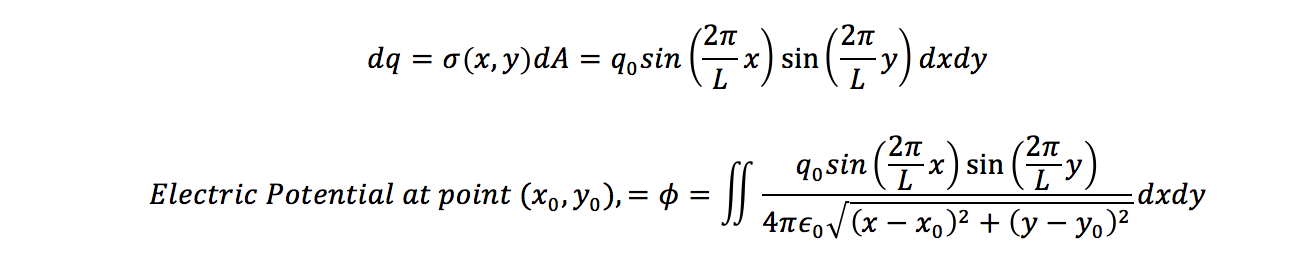 dq = σ(x, y)dA = q₀sin(2π/L x) sin(2π/L y) dxdy
Electric Potential at point (x₀, y₀), = ϕ = ∬ q₀sin(2π/L x) sin(2π/L y) / 4πϵ₀√(x − x₀)² + (y − y₀)² dxdy